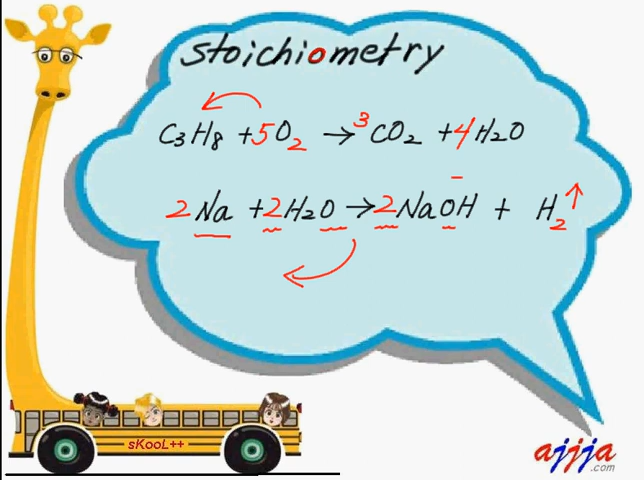 stoichiometry
C₃H₈ + 5O₂ → 3CO₂ + 4H₂O
2Na + 2H₂O → 2NaOH + H₂↑
sKooL++
ajjja
.com